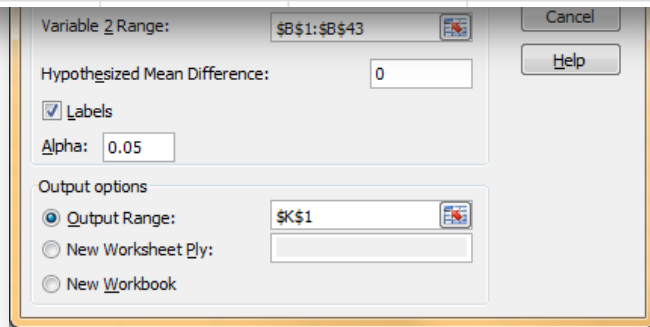 Cancel
Variable 2 Range: $B$1:$B$43
Help
Hypothesized Mean Difference: 0
Labels
Alpha: 0.05
Output options
Output Range: $K$1
New Worksheet Ply:
New Workbook